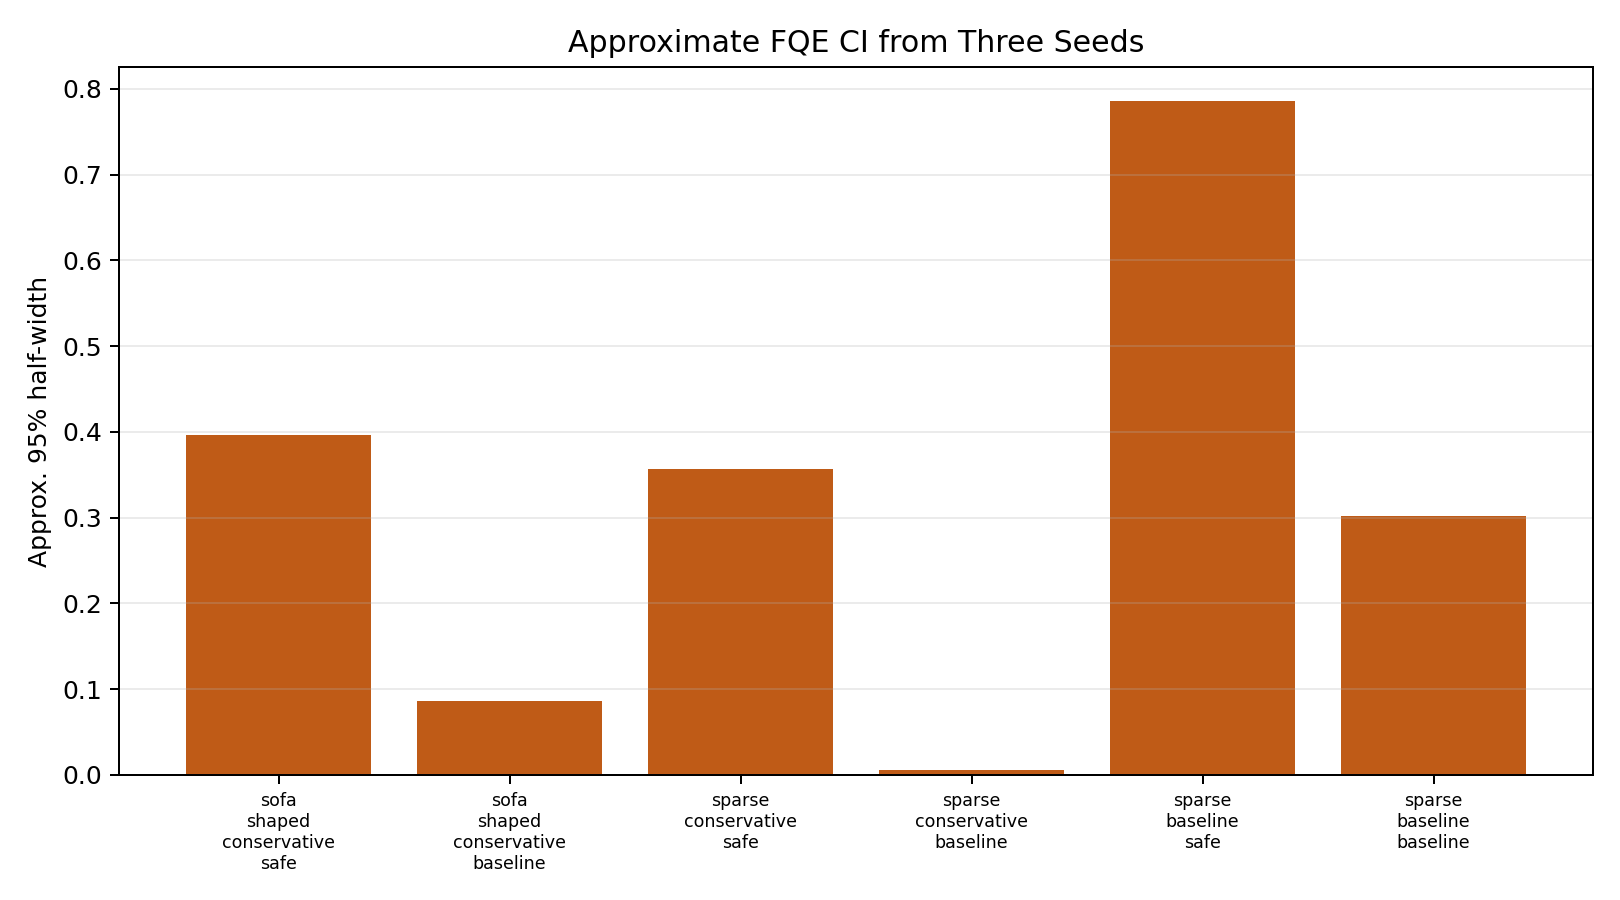 Approximate FQE CI from Three Seeds
Approx. 95% half-width
0.8
0.7
0.6
0.5
0.4
0.3
0.2
0.1
0.0
sofa
shaped
conservative
safe
sofa
shaped
conservative
baseline
sparse
conservative
safe
sparse
conservative
baseline
sparse
baseline
safe
sparse
baseline
baseline